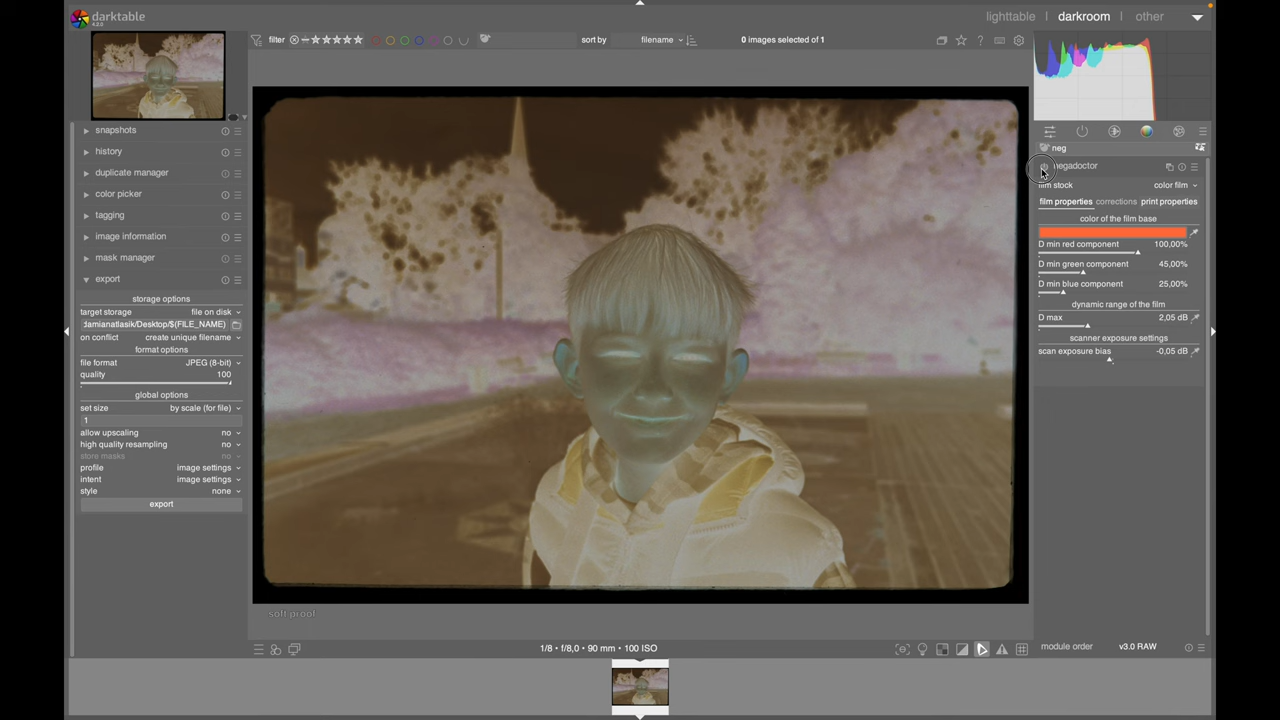 darktable
4.2.0
lighttable | darkroom | other
filter
sort by filename
0 images selected of 1
snapshots
history
duplicate manager
color picker
tagging
image information
mask manager
export
storage options
target storage file on disk
damianatlasik/Desktop/$(FILE_NAME)
on conflict create unique filename
format options
file format JPEG (8-bit)
quality 100
global options
set size by scale (for file)
1
allow upscaling no
high quality resampling no
store masks no
profile image settings
intent image settings
style none
export
soft proof
1/8 • f/8,0 • 90 mm • 100 ISO
neg
negadoctor
film stock color film
film properties corrections print properties
color of the film base
D min red component 100,00%
D min green component 45,00%
D min blue component 25,00%
dynamic range of the film
D max 2,05 dB
scanner exposure settings
scan exposure bias -0,05 dB
module order v3.0 RAW